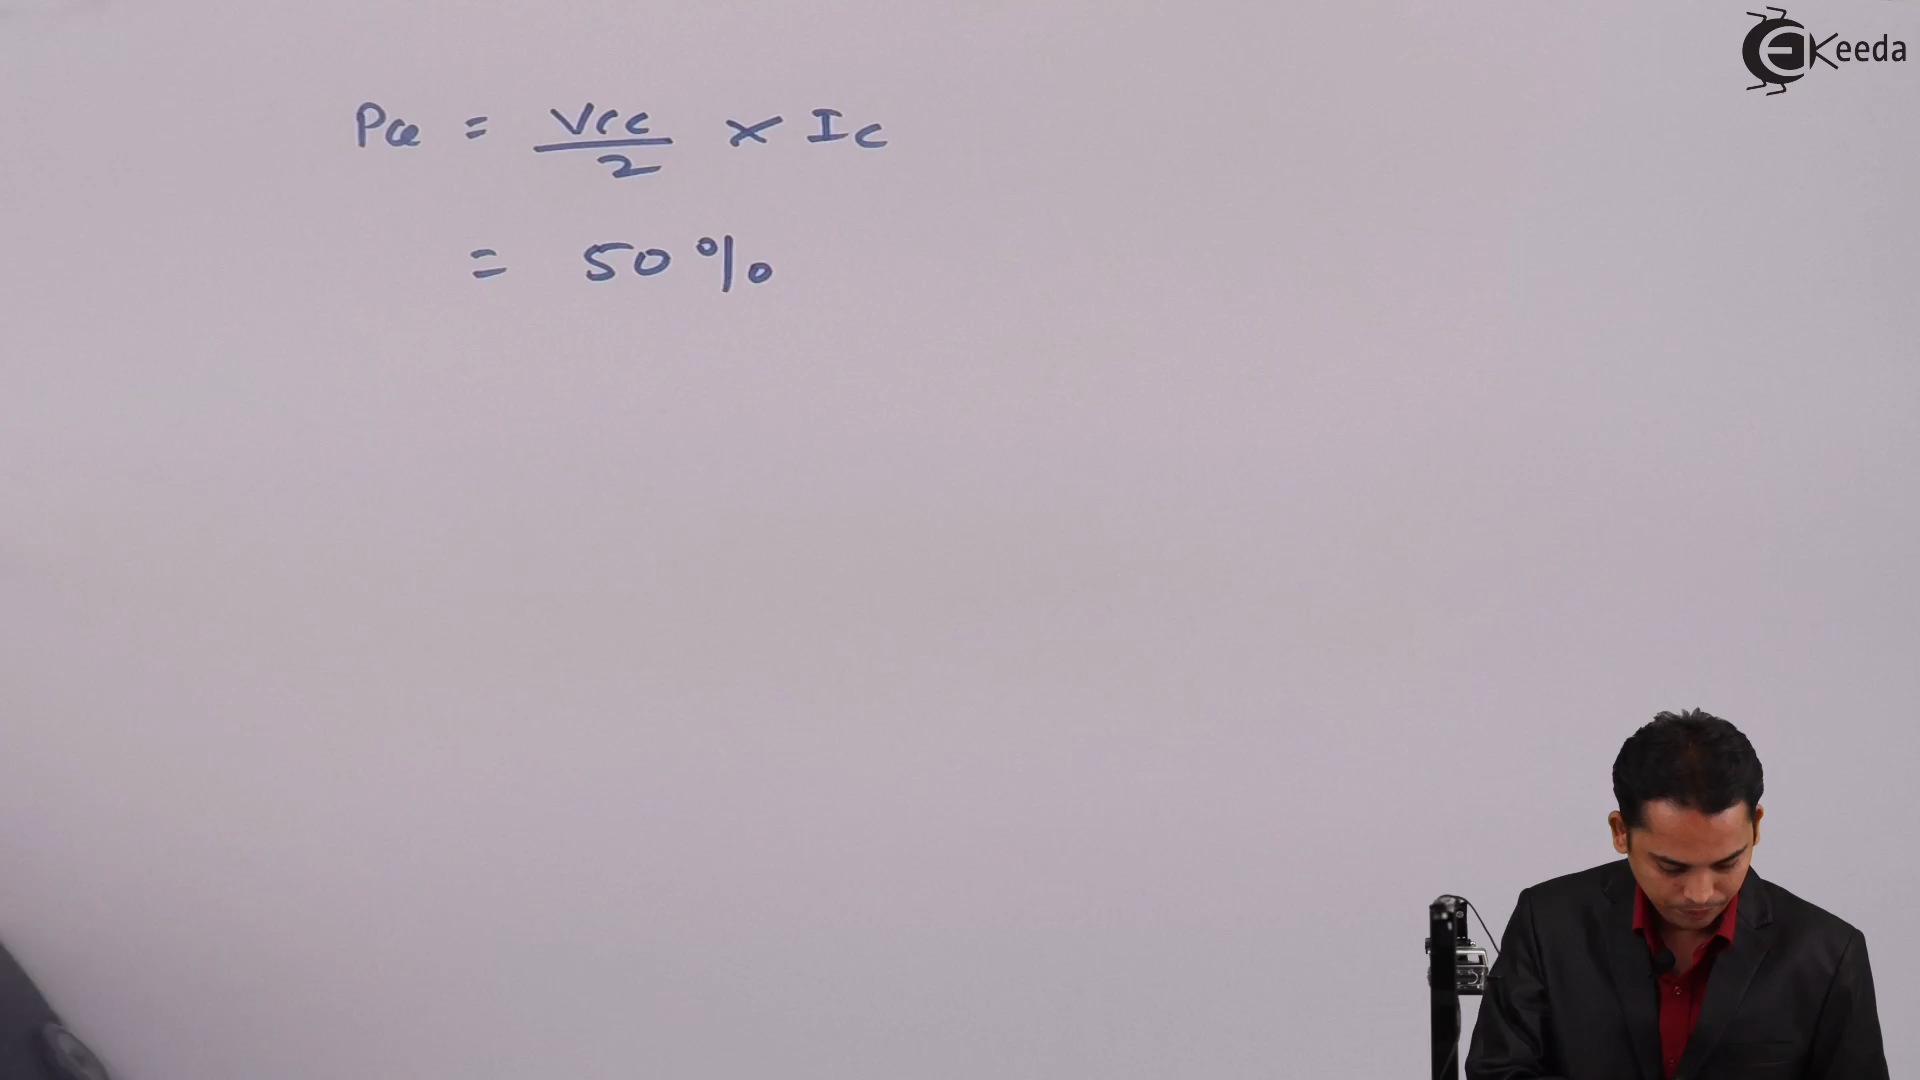 EKeeda
Pce = Vcc / 2 × Ic
= 50 %